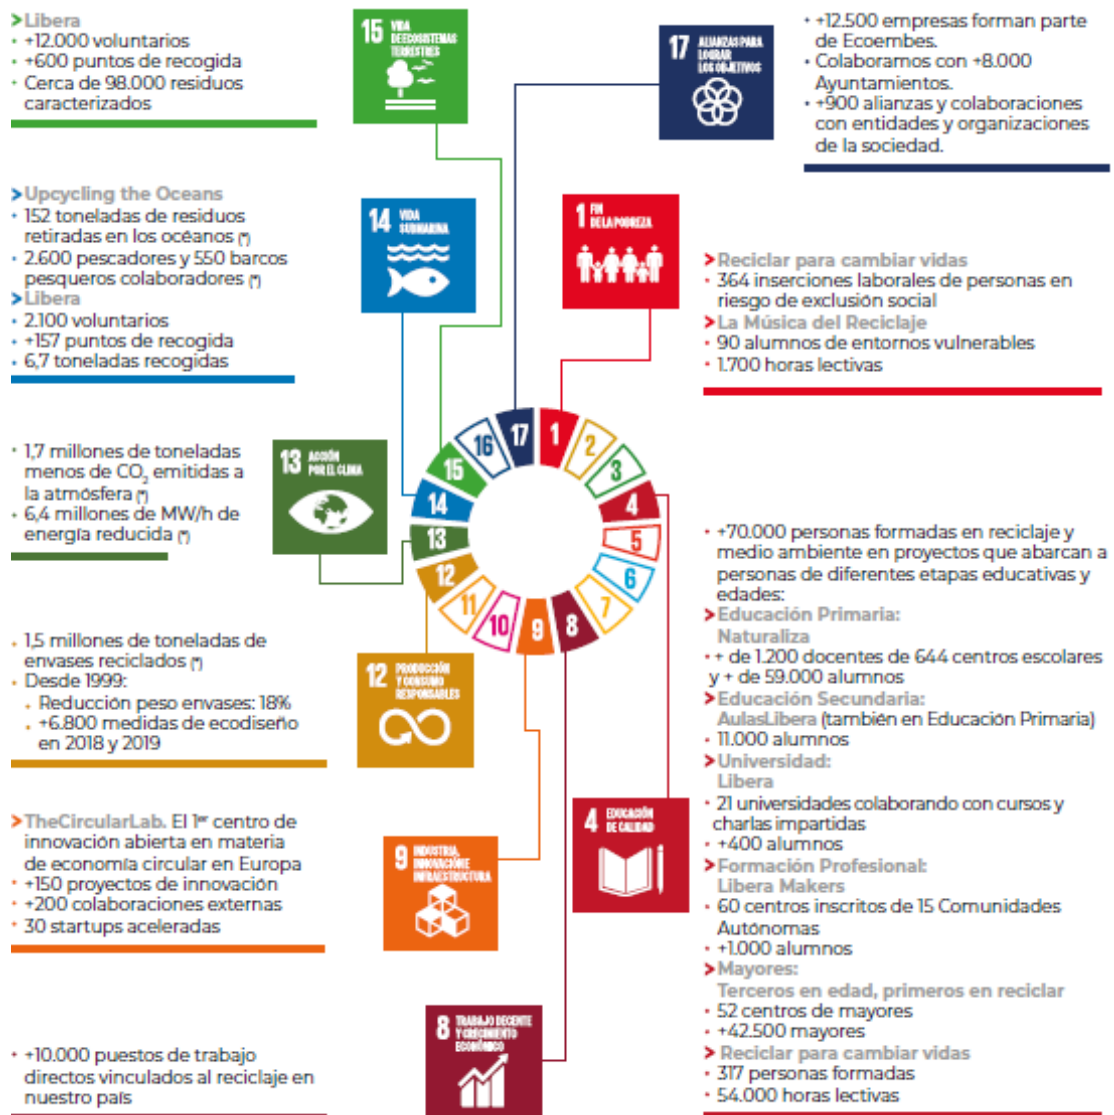 >Libera
• +12.000 voluntarios
• +600 puntos de recogida
• Cerca de 98.000 residuos
caracterizados
15 VIDA
DE ECOSISTEMAS
TERRESTRES
17 ALIANZAS PARA
LOGRAR
LOS OBJETIVOS
• +12.500 empresas forman parte
de Ecoembes.
• Colaboramos con +8.000
Ayuntamientos.
• +900 alianzas y colaboraciones
con entidades y organizaciones
de la sociedad.
>Upcycling the Oceans
• 152 toneladas de residuos
retiradas en los océanos (*)
• 2.600 pescadores y 550 barcos
pesqueros colaboradores (*)
>Libera
• 2.100 voluntarios
• +157 puntos de recogida
• 6,7 toneladas recogidas
14 VIDA
SUBMARINA
1 FIN
DE LA POBREZA
>Reciclar para cambiar vidas
• 364 inserciones laborales de personas en
riesgo de exclusión social
>La Música del Reciclaje
• 90 alumnos de entornos vulnerables
• 1.700 horas lectivas
• 1,7 millones de toneladas
menos de CO2 emitidas a
la atmósfera (*)
• 6,4 millones de MW/h de
energía reducida (*)
13 ACCIÓN
POR EL CLIMA
1
2
3
4
5
6
7
8
9
10
11
12
13
14
15
16
17
• 1,5 millones de toneladas de
envases reciclados (*)
• Desde 1999:
• Reducción peso envases: 18%
• +6.800 medidas de ecodiseño
en 2018 y 2019
12 PRODUCCIÓN
Y CONSUMO
RESPONSABLES
>TheCircularLab. El 1er centro de
innovación abierta en materia
de economía circular en Europa
• +150 proyectos de innovación
• +200 colaboraciones externas
• 30 startups aceleradas
9 INDUSTRIA,
INNOVACIÓN E
INFRAESTRUCTURA
• +10.000 puestos de trabajo
directos vinculados al reciclaje en
nuestro país
8 TRABAJO DECENTE
Y CRECIMIENTO
ECONÓMICO
4 EDUCACIÓN
DE CALIDAD
• +70.000 personas formadas en reciclaje y
medio ambiente en proyectos que abarcan a
personas de diferentes etapas educativas y
edades:
>Educación Primaria:
Naturaliza
• + de 1.200 docentes de 644 centros escolares
y + de 59.000 alumnos
>Educación Secundaria:
AulasLibera (también en Educación Primaria)
• 11.000 alumnos
>Universidad:
Libera
• 21 universidades colaborando con cursos y
charlas impartidas
• +400 alumnos
>Formación Profesional:
Libera Makers
• 60 centros inscritos de 15 Comunidades
Autónomas
• +1.000 alumnos
>Mayores:
Terceros en edad, primeros en reciclar
• 52 centros de mayores
• +42.500 mayores
> Reciclar para cambiar vidas
• 317 personas formadas
• 54.000 horas lectivas